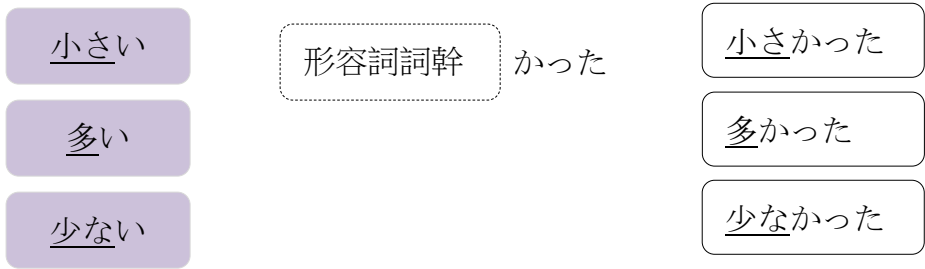 小さい
多い
少ない
形容詞詞幹 かった
小さかった
多かった
少なかった